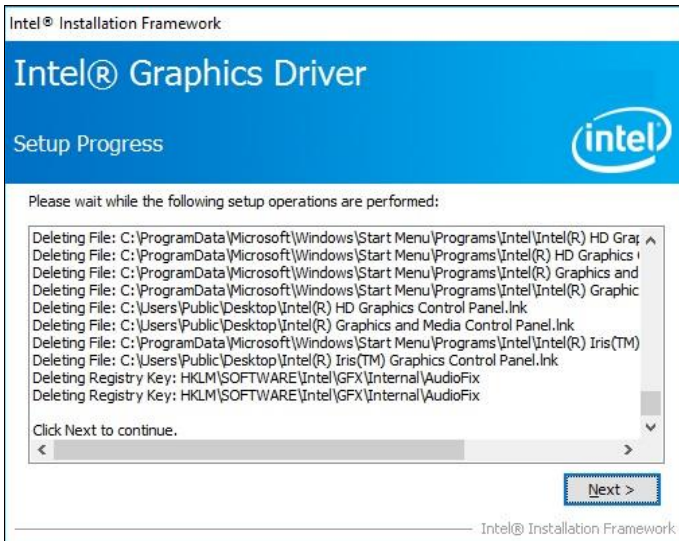 Intel® Installation Framework
Intel® Graphics Driver
Setup Progress
intel
Please wait while the following setup operations are performed:
Deleting File: C:\ProgramData\Microsoft\Windows\Start Menu\Programs\Intel\Intel(R) HD Grap
Deleting File: C:\ProgramData\Microsoft\Windows\Start Menu\Programs\Intel(R) HD Graphics
Deleting File: C:\ProgramData\Microsoft\Windows\Start Menu\Programs\Intel(R) Graphics and
Deleting File: C:\ProgramData\Microsoft\Windows\Start Menu\Programs\Intel\Intel(R) Graphic
Deleting File: C:\Users\Public\Desktop\Intel(R) HD Graphics Control Panel.lnk
Deleting File: C:\Users\Public\Desktop\Intel(R) Graphics and Media Control Panel.lnk
Deleting File: C:\ProgramData\Microsoft\Windows\Start Menu\Programs\Intel\Intel(R) Iris(TM)
Deleting File: C:\Users\Public\Desktop\Intel(R) Iris(TM) Graphics Control Panel.lnk
Deleting Registry Key: HKLM\SOFTWARE\Intel\GFX\Internal\AudioFix
Deleting Registry Key: HKLM\SOFTWARE\Intel\GFX\Internal\AudioFix
Click Next to continue.
Next >
Intel® Installation Framework